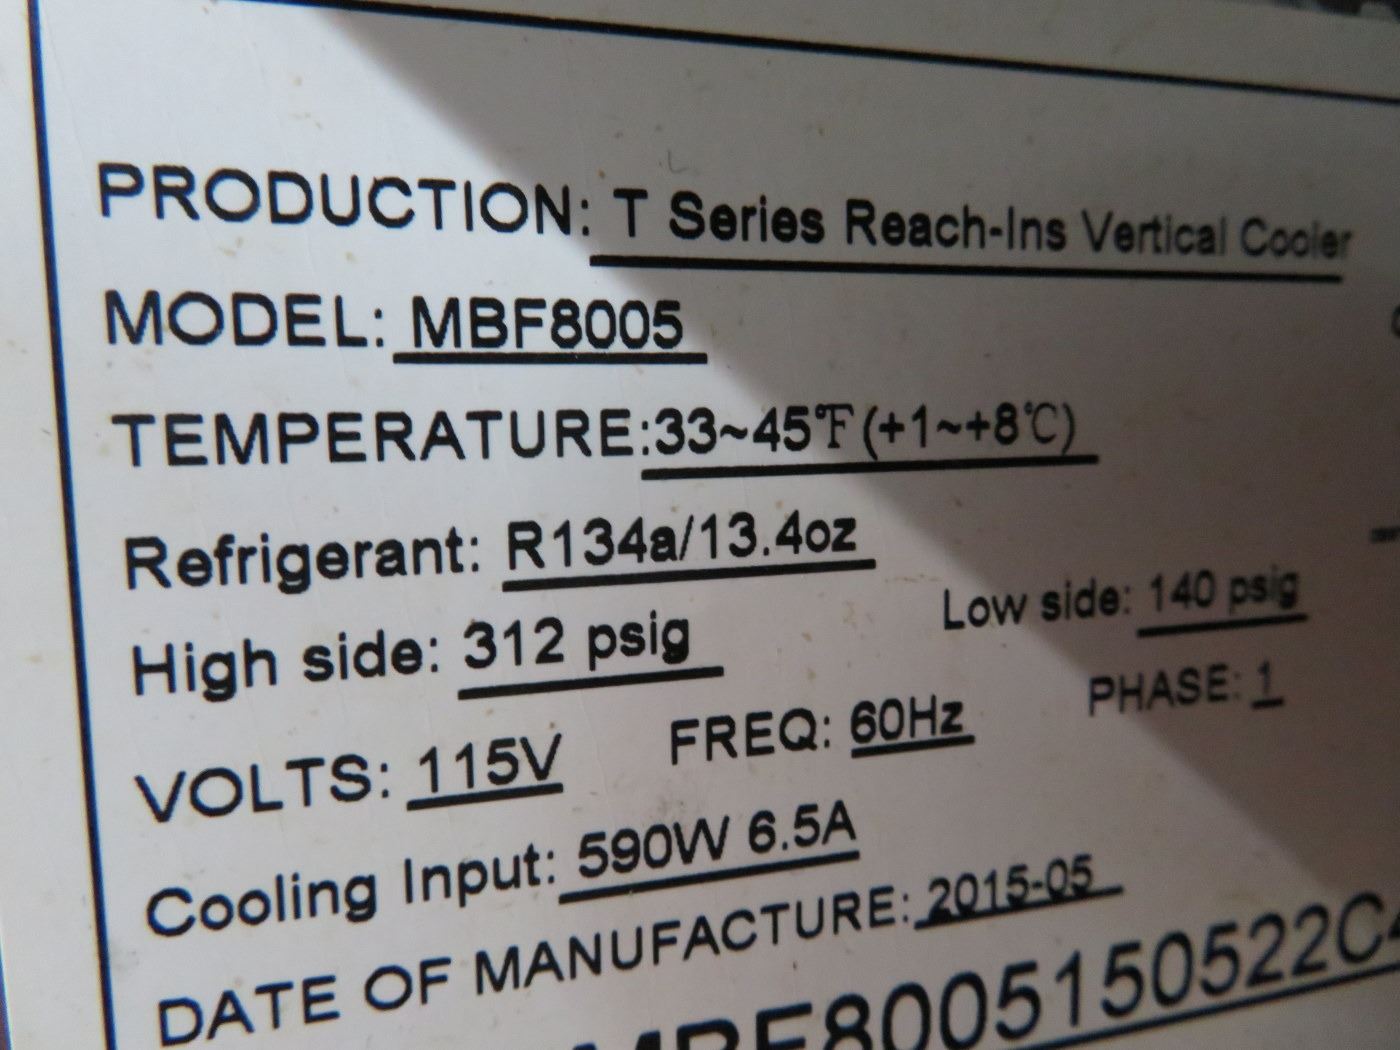 PRODUCTION: T Series Reach-Ins Vertical Cooler
MODEL: MBF8005
TEMPERATURE:33~45℉(+1~+8℃)
Refrigerant: R134a/13.4oz
High side: 312 psig Low side: 140 psig
VOLTS: 115V FREQ: 60Hz PHASE: 1
Cooling Input: 590W 6.5A
DATE OF MANUFACTURE: 2015-05
MBF8005150522C4